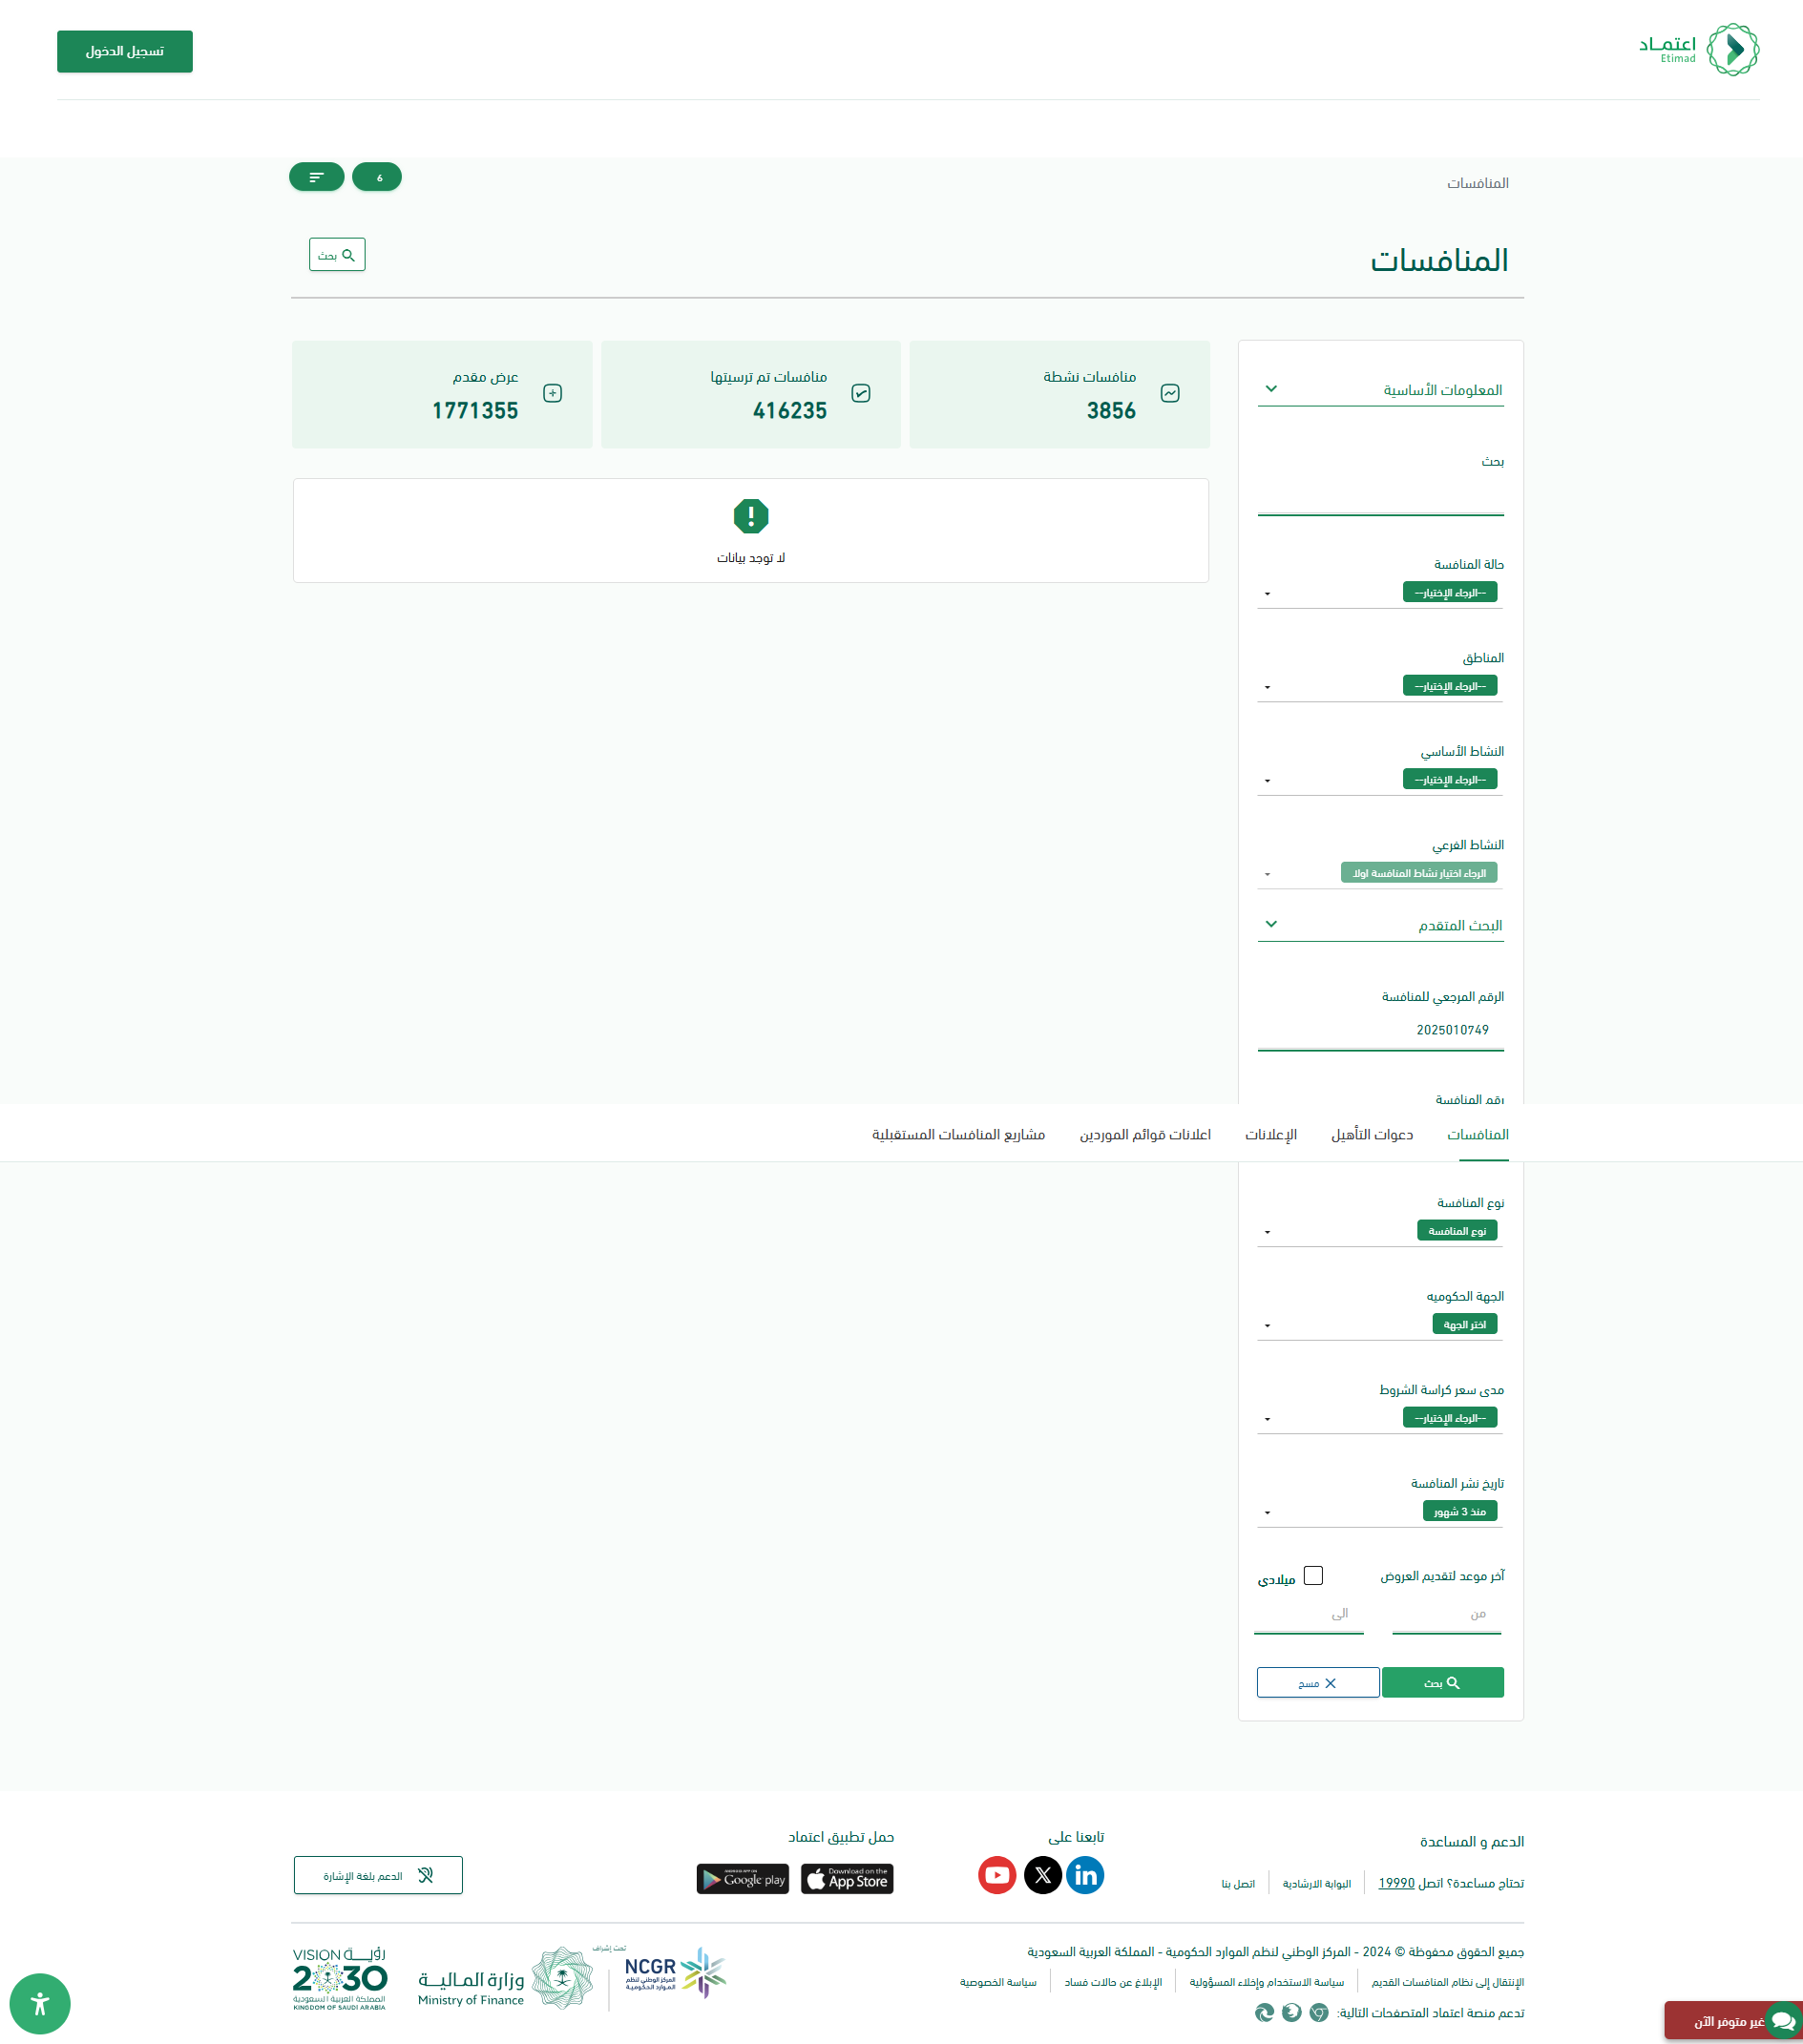 اعتماد
Etimad
تسجيل الدخول
المنافسات
6
المنافسات
بحث
المعلومات الأساسية
بحث
حالة المنافسة
--الرجاء الإختيار--
المناطق
--الرجاء الإختيار--
النشاط الأساسي
--الرجاء الإختيار--
النشاط الفرعي
الرجاء اختيار نشاط المنافسة اولا
البحث المتقدم
الرقم المرجعي للمنافسة
2025010749
رقم المنافسة
منافسات نشطة
3856
منافسات تم ترسيتها
416235
عرض مقدم
1771355
لا توجد بيانات
المنافسات دعوات التأهيل الإعلانات اعلانات قوائم الموردين مشاريع المنافسات المستقبلية
نوع المنافسة
نوع المنافسة
الجهة الحكوميه
اختر الجهة
مدى سعر كراسة الشروط
--الرجاء الإختيار--
تاريخ نشر المنافسة
منذ 3 شهور
آخر موعد لتقديم العروض ميلادي
من الى
بحث مسح
الدعم و المساعدة
تحتاج مساعدة؟ اتصل 19990 البوابة الارشادية اتصل بنا
تابعنا على
حمل تطبيق اعتماد
Download on the
App Store
ANDROID APP ON
Google play
الدعم بلغة الإشارة
جميع الحقوق محفوظة © 2024 - المركز الوطني لنظم الموارد الحكومية - المملكة العربية السعودية
الإنتقال إلى نظام المنافسات القديم سياسة الاستخدام وإخلاء المسؤولية الإبلاغ عن حالات فساد سياسة الخصوصية
تدعم منصة اعتماد المتصفحات التالية:
تحت إشراف
NCGR
المركز الوطني لنظم
الموارد الحكومية
وزارة المالية
Ministry of Finance
VISION رؤية
2030
المملكة العربية السعودية
KINGDOM OF SAUDI ARABIA
غير متوفر الآن